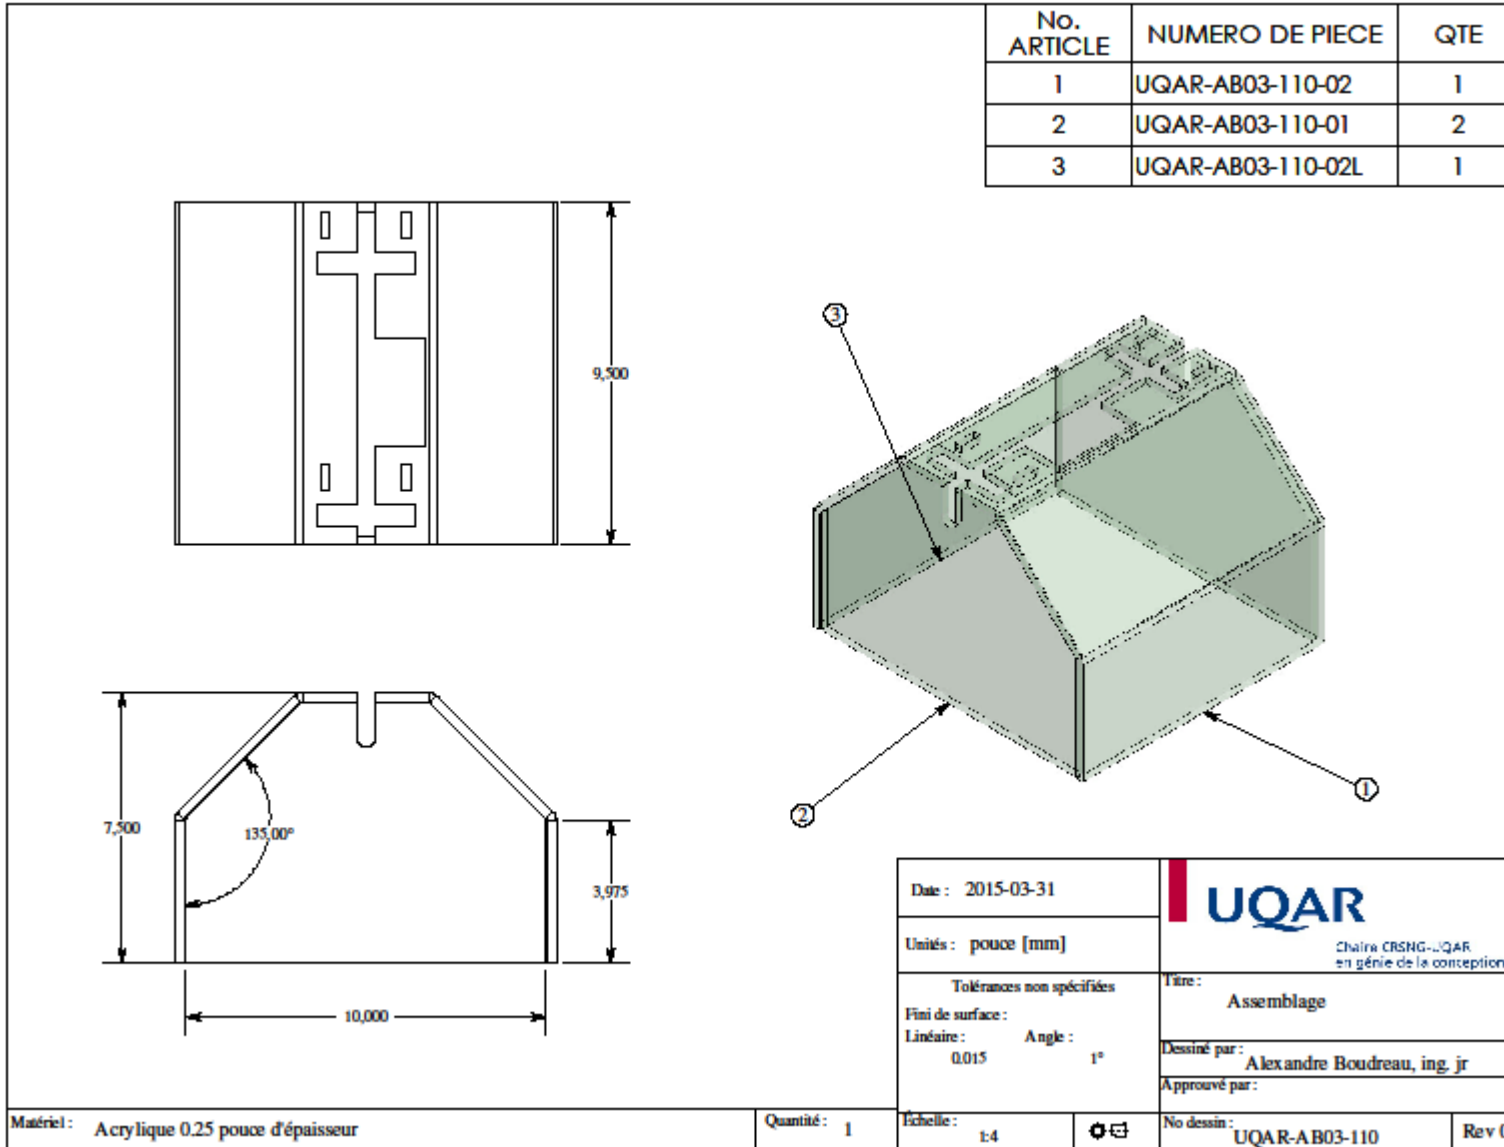 No. ARTICLE NUMERO DE PIECE QTE
1 UQAR-AB03-110-02 1
2 UQAR-AB03-110-01 2
3 UQAR-AB03-110-02L 1
9,500
3
2
1
7,500
135,00°
3,975
10,000
Date : 2015-03-31
Unités : pouce [mm]
Tolérances non spécifiées
Fini de surface :
Linéaire : Angle :
0.015 1°
UQAR
Chaire CRSNG-UQAR
en génie de la conception
Titre :
Assemblage
Dessiné par :
Alexandre Boudreau, ing. jr
Approuvé par :
Matériel : Acrylique 0.25 pouce d'épaisseur
Quantité : 1
Échelle :
1:4
No dessin :
UQAR-AB03-110
Rev 0